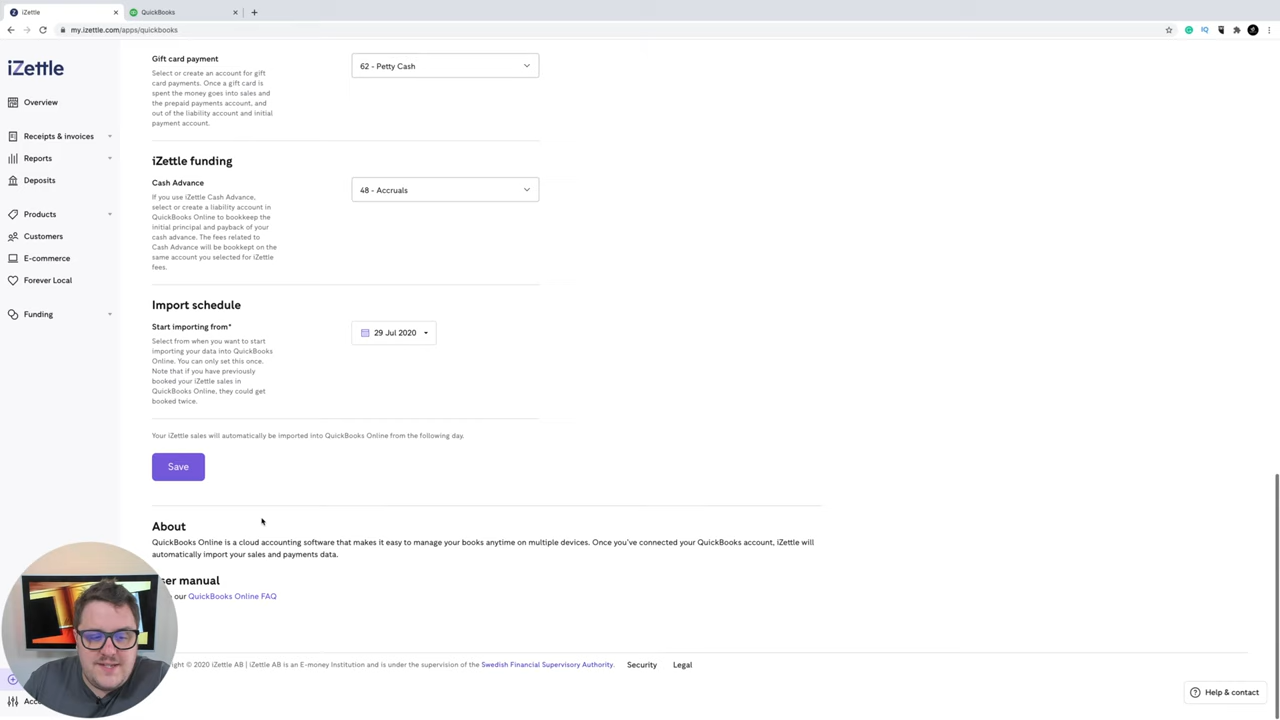 iZettle
QuickBooks
my.izettle.com/apps/quickbooks
iZettle
Overview
Receipts & invoices
Reports
Deposits
Products
Customers
E-commerce
Forever Local
Funding
Gift card payment
Select or create an account for gift
card payments. Once a gift card is
spent the money goes into sales and
the prepaid payments account, and
out of the liability account and initial
payment account.
62 - Petty Cash
iZettle funding
Cash Advance
If you use iZettle Cash Advance,
select or create a liability account in
QuickBooks Online to bookkeep the
initial principal and payback of your
cash advance. The fees related to
Cash Advance will be bookkept on the
same account you selected for iZettle
fees.
48 - Accruals
Import schedule
Start importing from*
Select from when you want to start
importing your data into QuickBooks
Online. You can only set this once.
Note that if you have previously
booked your iZettle sales in
QuickBooks Online, they could get
booked twice.
29 Jul 2020
Your iZettle sales will automatically be imported into QuickBooks Online from the following day.
Save
About
QuickBooks Online is a cloud accounting software that makes it easy to manage your books anytime on multiple devices. Once you've connected your QuickBooks account, iZettle will
automatically import your sales and payments data.
ser manual
our QuickBooks Online FAQ
© 2020 iZettle AB | iZettle AB is an E-money Institution and is under the supervision of the Swedish Financial Supervisory Authority.
Security
Legal
Help & contact